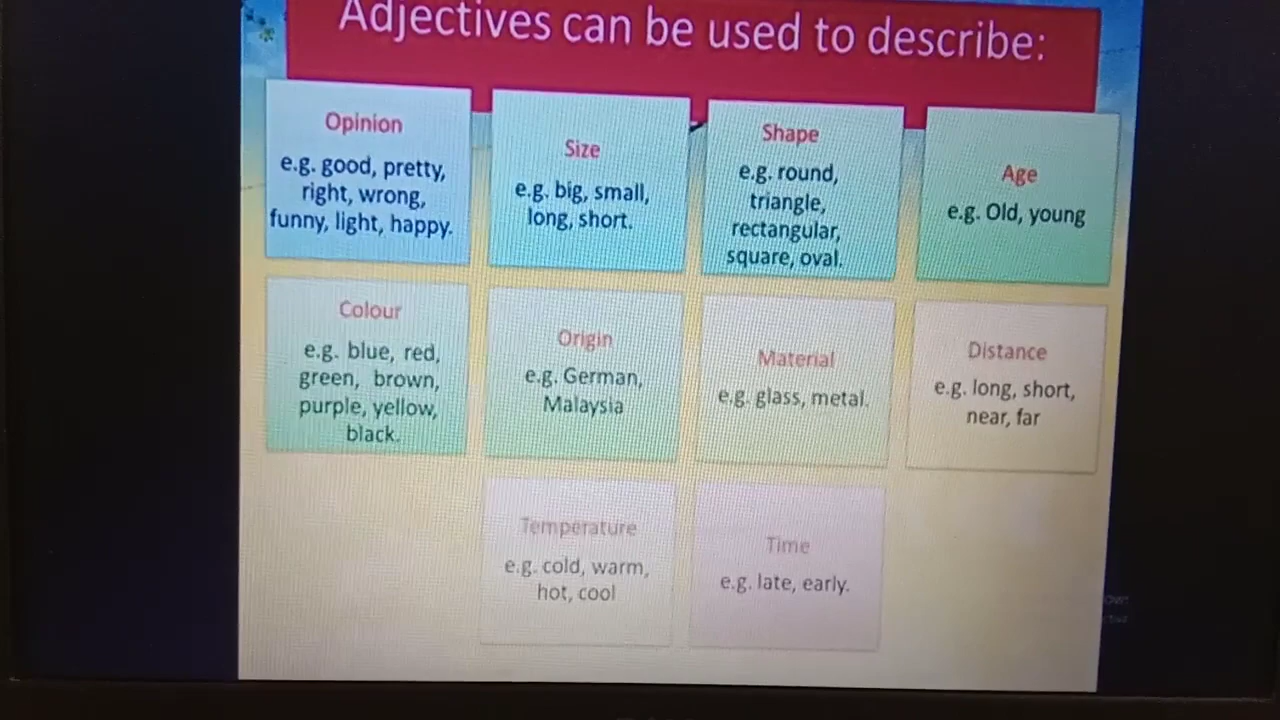 Adjectives can be used to describe:
Opinion
e.g. good, pretty,
right, wrong,
funny, light, happy.
Size
e.g. big, small,
long, short.
Shape
e.g. round,
triangle,
rectangular,
square, oval.
Age
e.g. Old, young
Colour
e.g. blue, red,
green, brown,
purple, yellow,
black.
Origin
e.g. German,
Malaysia
Material
e.g. glass, metal.
Distance
e.g. long, short,
near, far
Temperature
e.g. cold, warm,
hot, cool
Time
e.g. late, early.